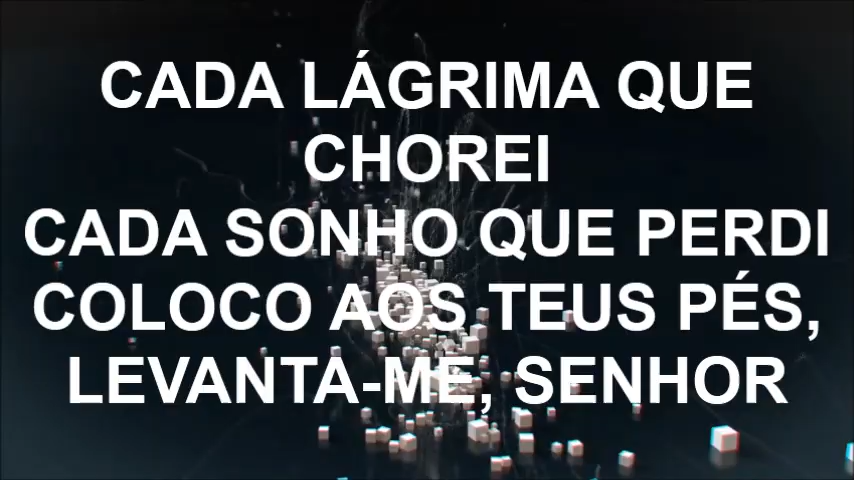 CADA LÁGRIMA QUE
CHOREI
CADA SONHO QUE PERDI
COLOCO AOS TEUS PÉS,
LEVANTA-ME, SENHOR